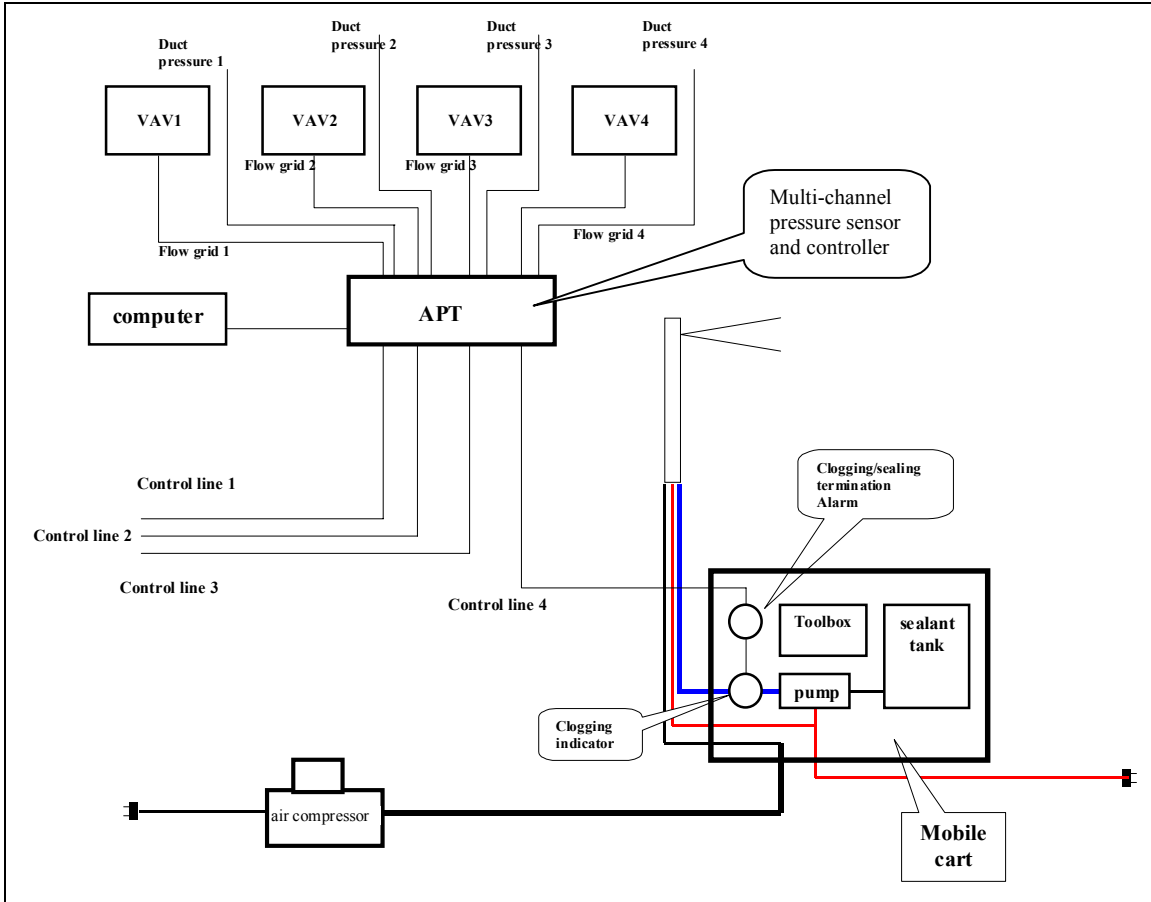 Duct
pressure 1
Duct
pressure 2
Duct
pressure 3
Duct
pressure 4
VAV1
VAV2
VAV3
VAV4
Flow grid 2
Flow grid 3
Flow grid 1
Flow grid 4
Multi-channel
pressure sensor
and controller
computer
APT
Control line 1
Control line 2
Control line 3
Control line 4
Clogging/sealing
termination
Alarm
Toolbox
sealant
tank
pump
Clogging
indicator
air compressor
Mobile
cart